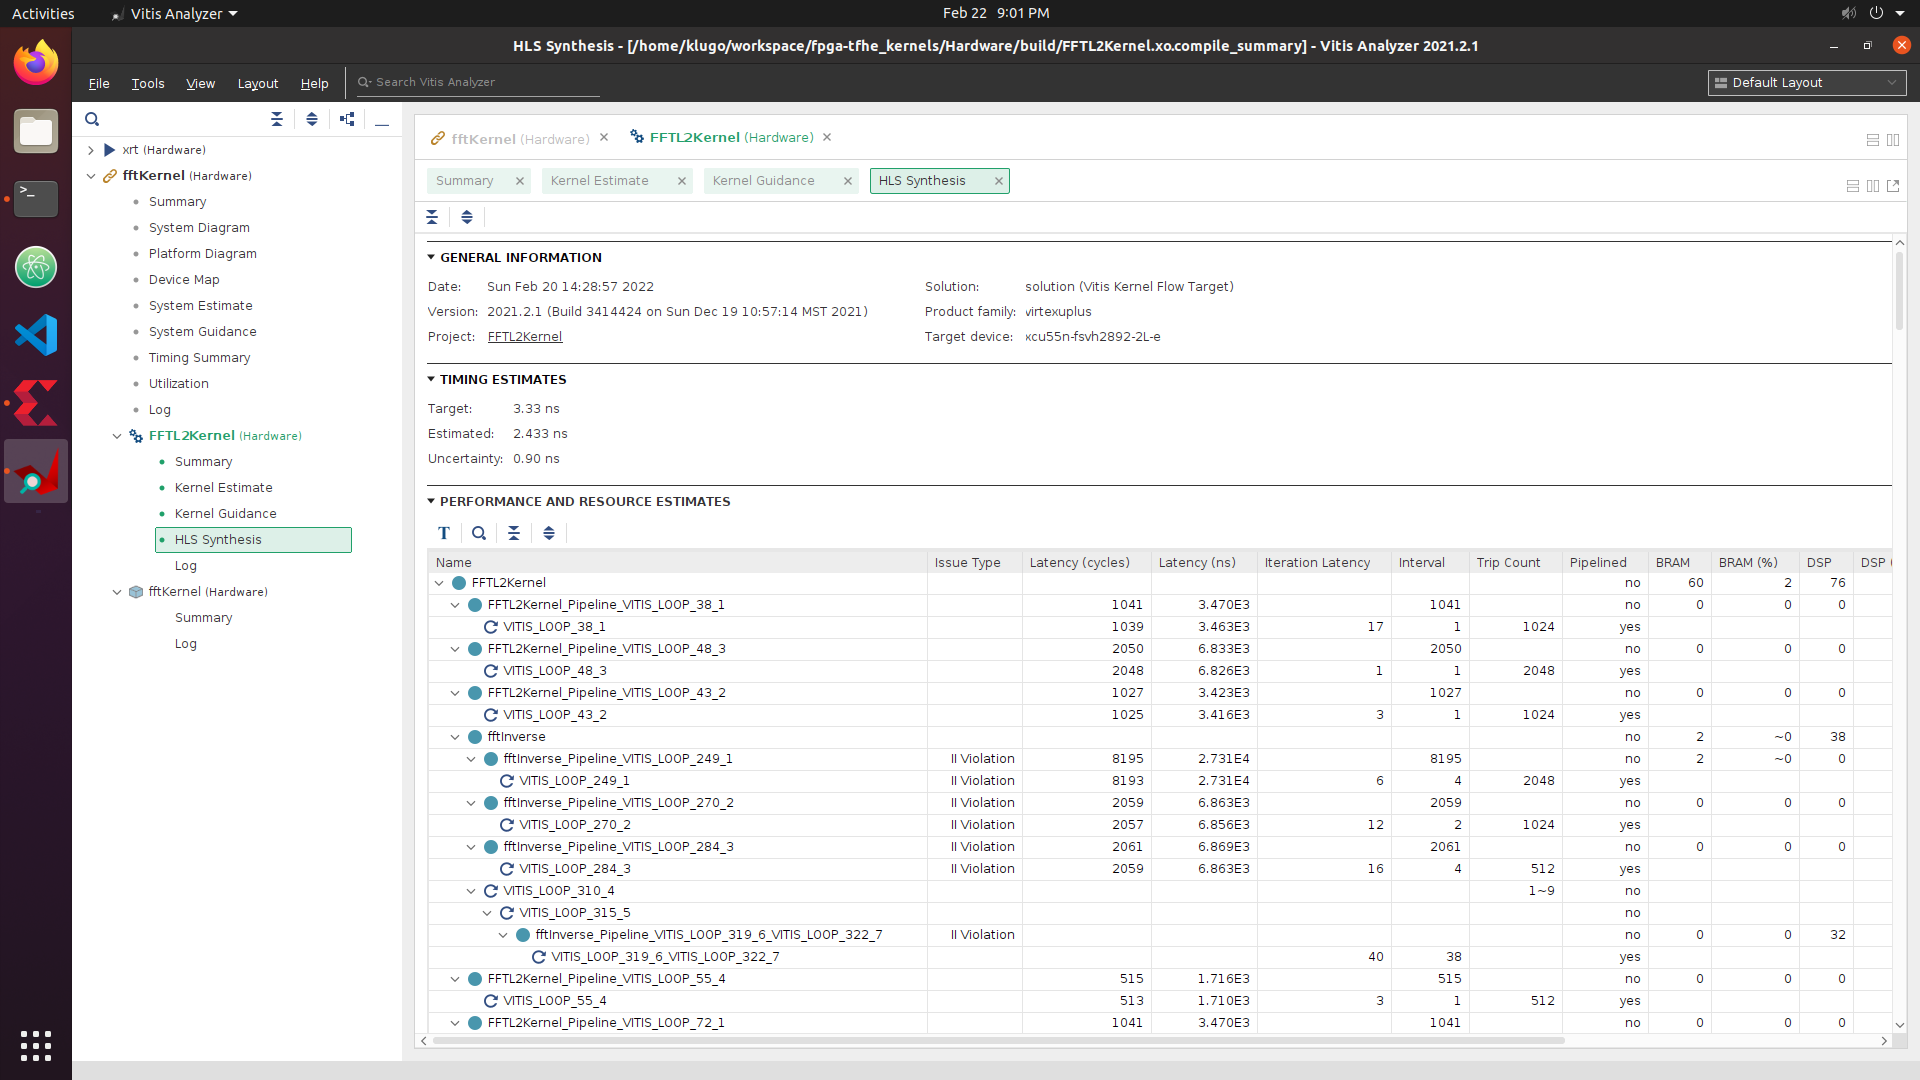 Activities Vitis Analyzer Feb 22 9:01 PM
HLS Synthesis - [/home/klugo/workspace/fpga-tfhe_kernels/Hardware/build/FFTL2Kernel.xo.compile_summary] - Vitis Analyzer 2021.2.1
File Tools View Layout Help Search Vitis Analyzer Default Layout
xrt (Hardware)
fftKernel (Hardware)
Summary
System Diagram
Platform Diagram
Device Map
System Estimate
System Guidance
Timing Summary
Utilization
Log
FFTL2Kernel (Hardware)
Summary
Kernel Estimate
Kernel Guidance
HLS Synthesis
Log
fftKernel (Hardware)
Summary
Log
fftKernel (Hardware) FFTL2Kernel (Hardware)
Summary Kernel Estimate Kernel Guidance HLS Synthesis
GENERAL INFORMATION
Date: Sun Feb 20 14:28:57 2022 Solution: solution (Vitis Kernel Flow Target)
Version: 2021.2.1 (Build 3414424 on Sun Dec 19 10:57:14 MST 2021) Product family: virtexuplus
Project: FFTL2Kernel Target device: xcu55n-fsvh2892-2L-e
TIMING ESTIMATES
Target: 3.33 ns
Estimated: 2.433 ns
Uncertainty: 0.90 ns
PERFORMANCE AND RESOURCE ESTIMATES
T
Name Issue Type Latency (cycles) Latency (ns) Iteration Latency Interval Trip Count Pipelined BRAM BRAM (%) DSP DSP (
FFTL2Kernel no 60 2 76
FFTL2Kernel_Pipeline_VITIS_LOOP_38_1 1041 3.470E3 1041 no 0 0 0
VITIS_LOOP_38_1 1039 3.463E3 17 1 1024 yes
FFTL2Kernel_Pipeline_VITIS_LOOP_48_3 2050 6.833E3 2050 no 0 0 0
VITIS_LOOP_48_3 2048 6.826E3 1 1 2048 yes
FFTL2Kernel_Pipeline_VITIS_LOOP_43_2 1027 3.423E3 1027 no 0 0 0
VITIS_LOOP_43_2 1025 3.416E3 3 1 1024 yes
fftInverse no 2 ~0 38
fftInverse_Pipeline_VITIS_LOOP_249_1 II Violation 8195 2.731E4 8195 no 2 ~0 0
VITIS_LOOP_249_1 II Violation 8193 2.731E4 6 4 2048 yes
fftInverse_Pipeline_VITIS_LOOP_270_2 II Violation 2059 6.863E3 2059 no 0 0 0
VITIS_LOOP_270_2 II Violation 2057 6.856E3 12 2 1024 yes
fftInverse_Pipeline_VITIS_LOOP_284_3 II Violation 2061 6.869E3 2061 no 0 0 0
VITIS_LOOP_284_3 II Violation 2059 6.863E3 16 4 512 yes
VITIS_LOOP_310_4 1~9 no
VITIS_LOOP_315_5 no
fftInverse_Pipeline_VITIS_LOOP_319_6_VITIS_LOOP_322_7 II Violation no 0 0 32
VITIS_LOOP_319_6_VITIS_LOOP_322_7 40 38 yes
FFTL2Kernel_Pipeline_VITIS_LOOP_55_4 515 1.716E3 515 no 0 0 0
VITIS_LOOP_55_4 513 1.710E3 3 1 512 yes
FFTL2Kernel_Pipeline_VITIS_LOOP_72_1 1041 3.470E3 1041 no 0 0 0